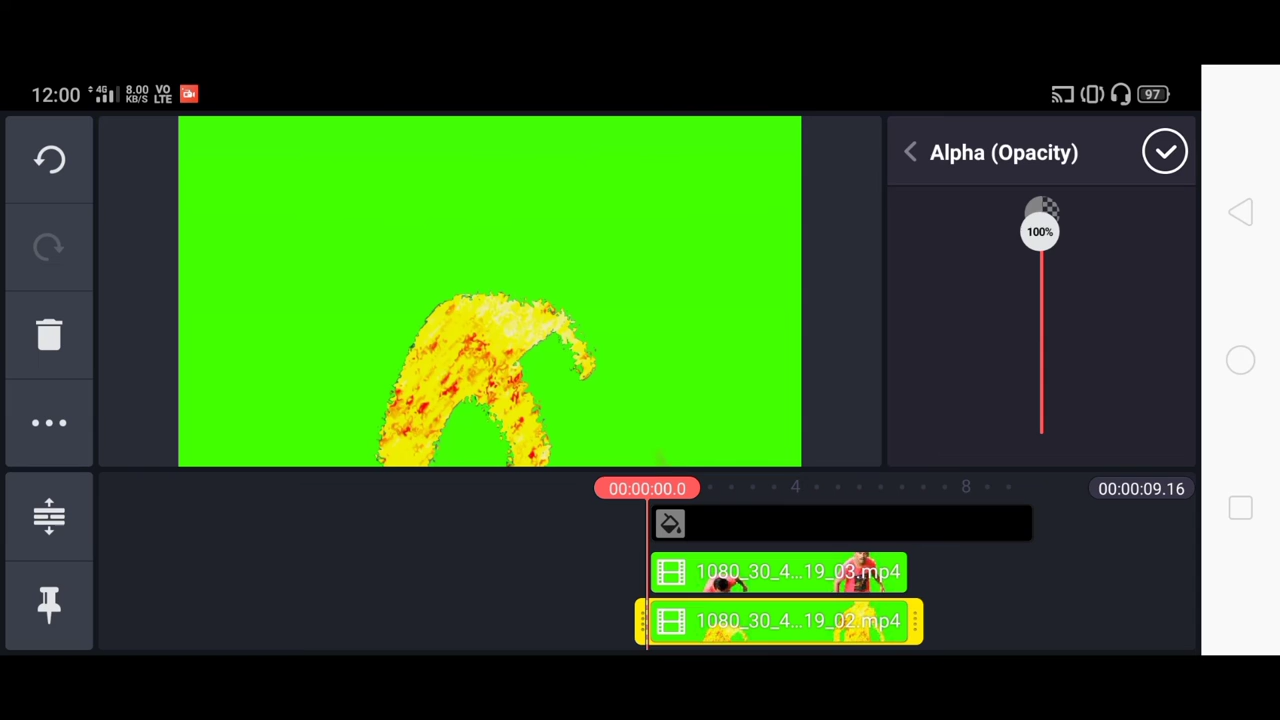 12:00 4G 8.00 KB/S VO LTE 97
Alpha (Opacity)
100%
00:00:00.0 4 8 00:00:09.16
1080_30_4...19_03.mp4
1080_30_4...19_02.mp4